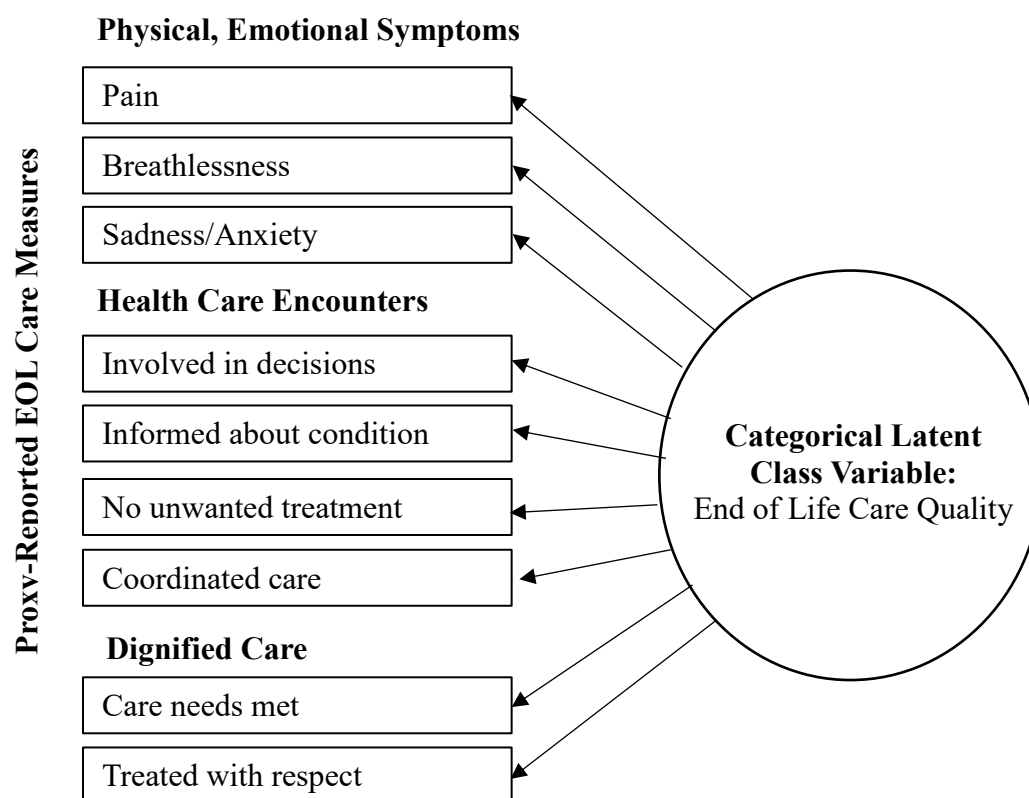 Physical, Emotional Symptoms
Pain
Breathlessness
Sadness/Anxiety
Health Care Encounters
Involved in decisions
Informed about condition
No unwanted treatment
Coordinated care
Dignified Care
Care needs met
Treated with respect
Proxy-Reported EOL Care Measures
Categorical Latent
Class Variable:
End of Life Care Quality